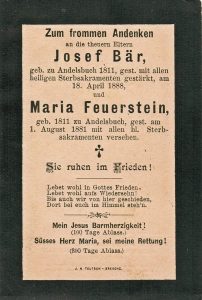 Zum frommen Andenken
an die theuern Eltern
Josef Bär,
geb. zu Andelsbuch 1811, gest. mit allen
heiligen Sterbsakramenten gestärkt, am
18. April 1888,
und
Maria Feuerstein,
geb. 1811 zu Andelsbuch, gest. am
1. August 1881 mit allen hl. Sterb-
sakramenten versehen.
Sie ruhen im Frieden!
Lebet wohl in Gottes Frieden,
Lebet wohl aufs Wiedersehn!
Bis auch wir von hier geschieden,
Dort bei euch im Himmel steh'n.
Mein Jesus Barmherzigkeit!
(100 Tage Ablass.)
Süsses Herz Maria, sei meine Rettung!
(300 Tage Ablass.)
J. N. TEUTSCH – BREGENZ.